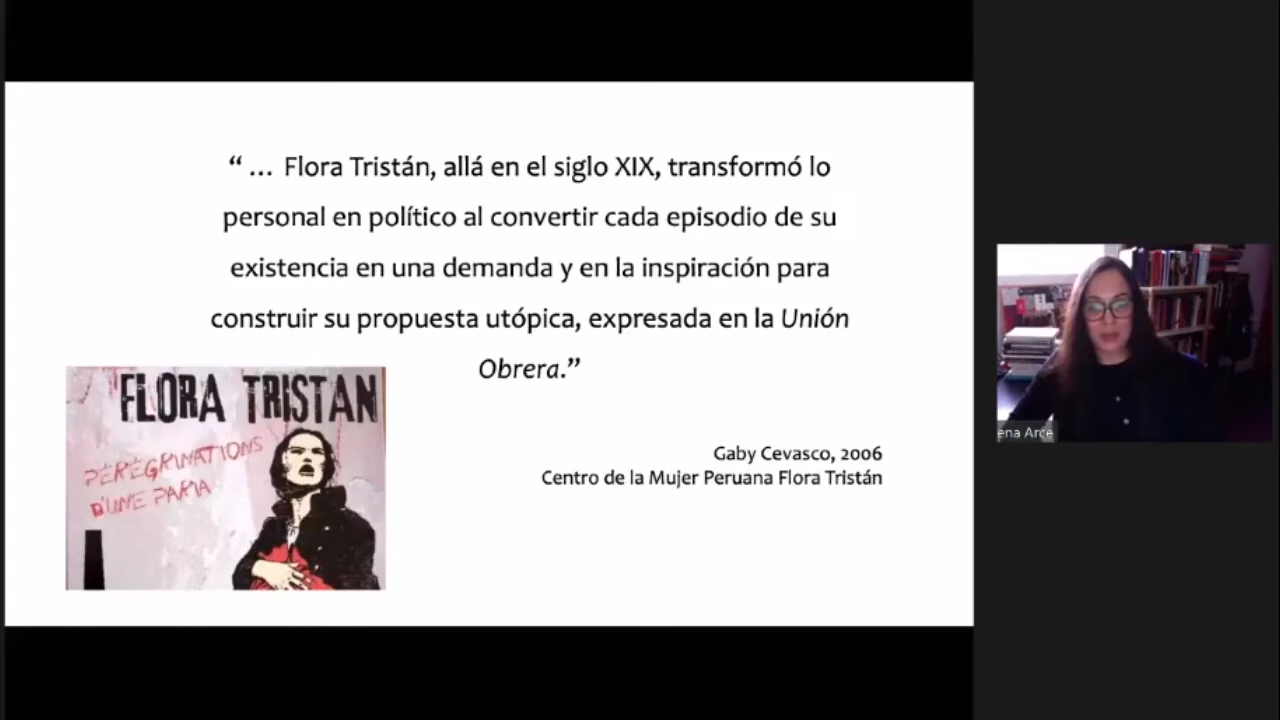 “ ... Flora Tristán, allá en el siglo XIX, transformó lo
personal en político al convertir cada episodio de su
existencia en una demanda y en la inspiración para
construir su propuesta utópica, expresada en la Unión
Obrera.”
FLORA TRISTAN
PÉRÉGRINATIONS
D'UNE PARIA
Gaby Cevasco, 2006
Centro de la Mujer Peruana Flora Tristán
ena Arce